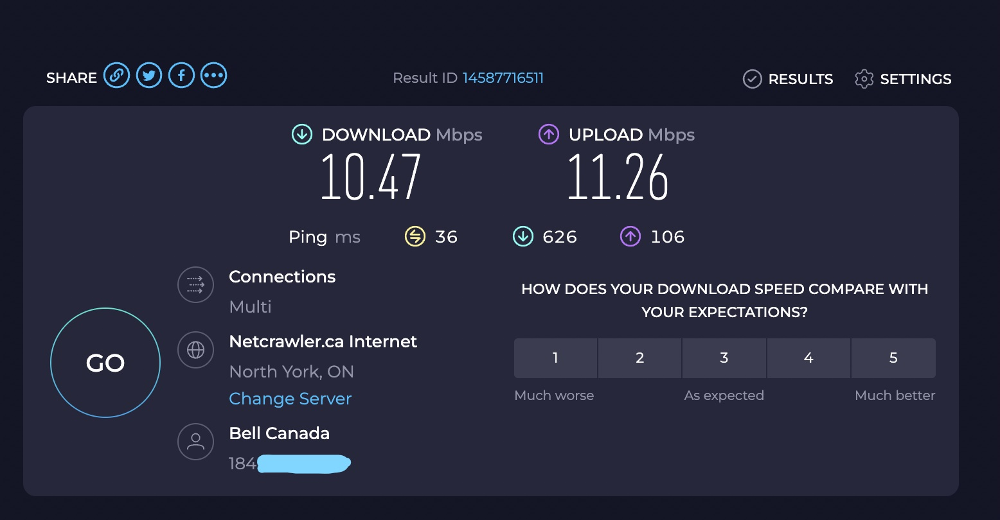 SHARE
Result ID 14587716511
RESULTS
SETTINGS
DOWNLOAD Mbps
10.47
UPLOAD Mbps
11.26
Ping ms
36
626
106
GO
Connections
Multi
Netcrawler.ca Internet
North York, ON
Change Server
Bell Canada
184
HOW DOES YOUR DOWNLOAD SPEED COMPARE WITH
YOUR EXPECTATIONS?
1 2 3 4 5
Much worse As expected Much better